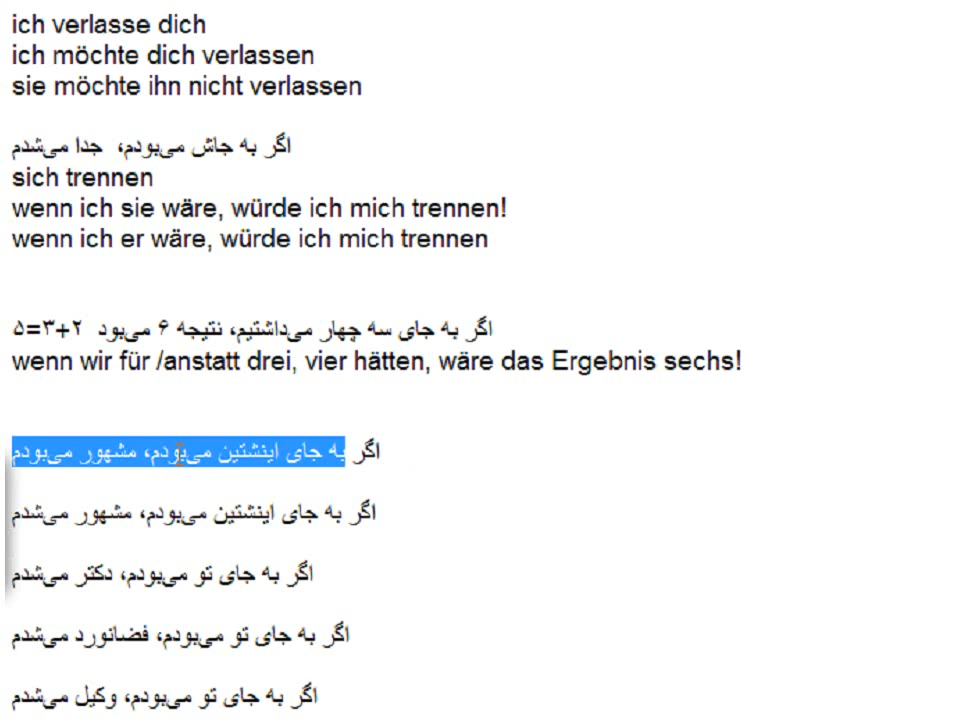 ich verlasse dich
ich möchte dich verlassen
sie möchte ihn nicht verlassen
اگر به جاش می‌بودم، جدا می‌شدم
sich trennen
wenn ich sie wäre, würde ich mich trennen!
wenn ich er wäre, würde ich mich trennen
اگر به جای سه چهار می‌داشتیم، نتیجه ۶ می‌بود ۲+۳=۵
wenn wir für /anstatt drei, vier hätten, wäre das Ergebnis sechs!
اگر به جای اینشتین می‌بودم، مشهور می‌بودم
اگر به جای اینشتین می‌بودم، مشهور می‌شدم
اگر به جای تو می‌بودم، دکتر می‌شدم
اگر به جای تو می‌بودم، فضانورد می‌شدم
اگر به جای تو می‌بودم، وکیل می‌شدم